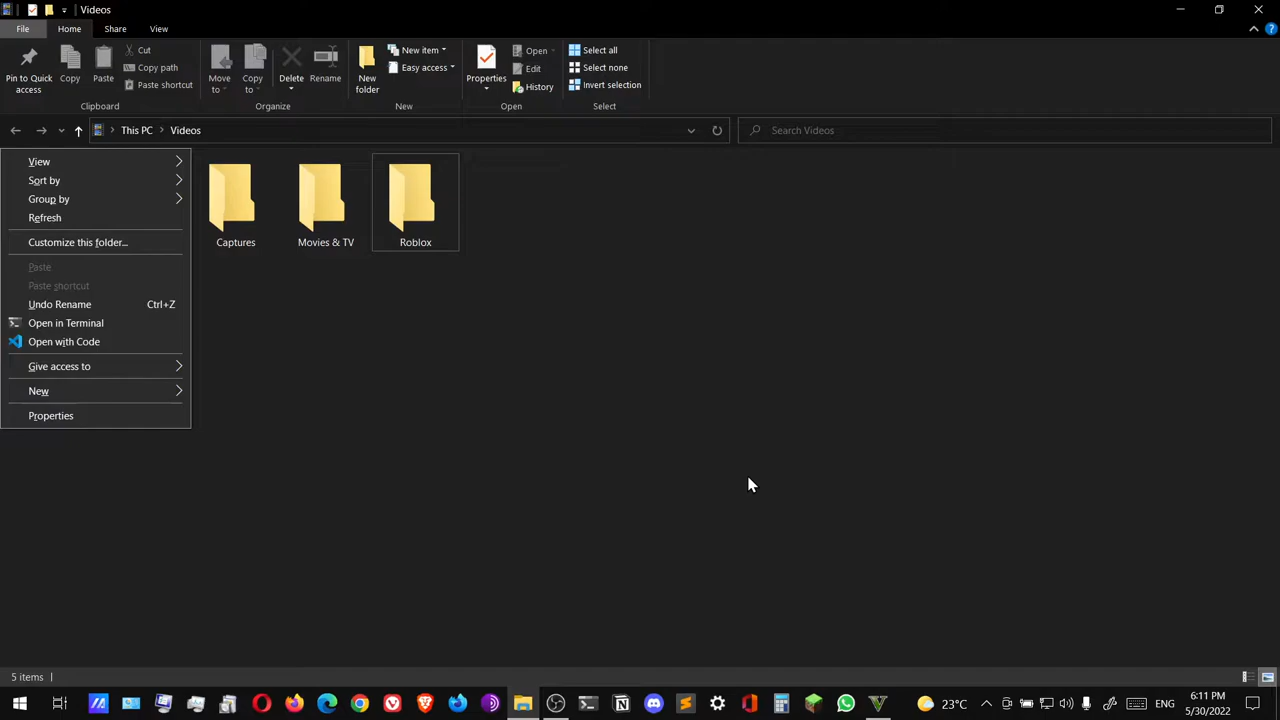 Videos
File Home Share View
Pin to Quick access
Copy
Paste
Cut
Copy path
Paste shortcut
Clipboard
Move to
Copy to
Delete
Rename
Organize
New folder
New item
Easy access
New
Properties
Open
Edit
History
Open
Select all
Select none
Invert selection
Select
This PC Videos
Search Videos
View
Sort by
Group by
Refresh
Customize this folder...
Paste
Paste shortcut
Undo Rename Ctrl+Z
Open in Terminal
Open with Code
Give access to
New
Properties
Captures
Movies & TV
Roblox
5 items
23°C
ENG
6:11 PM
5/30/2022